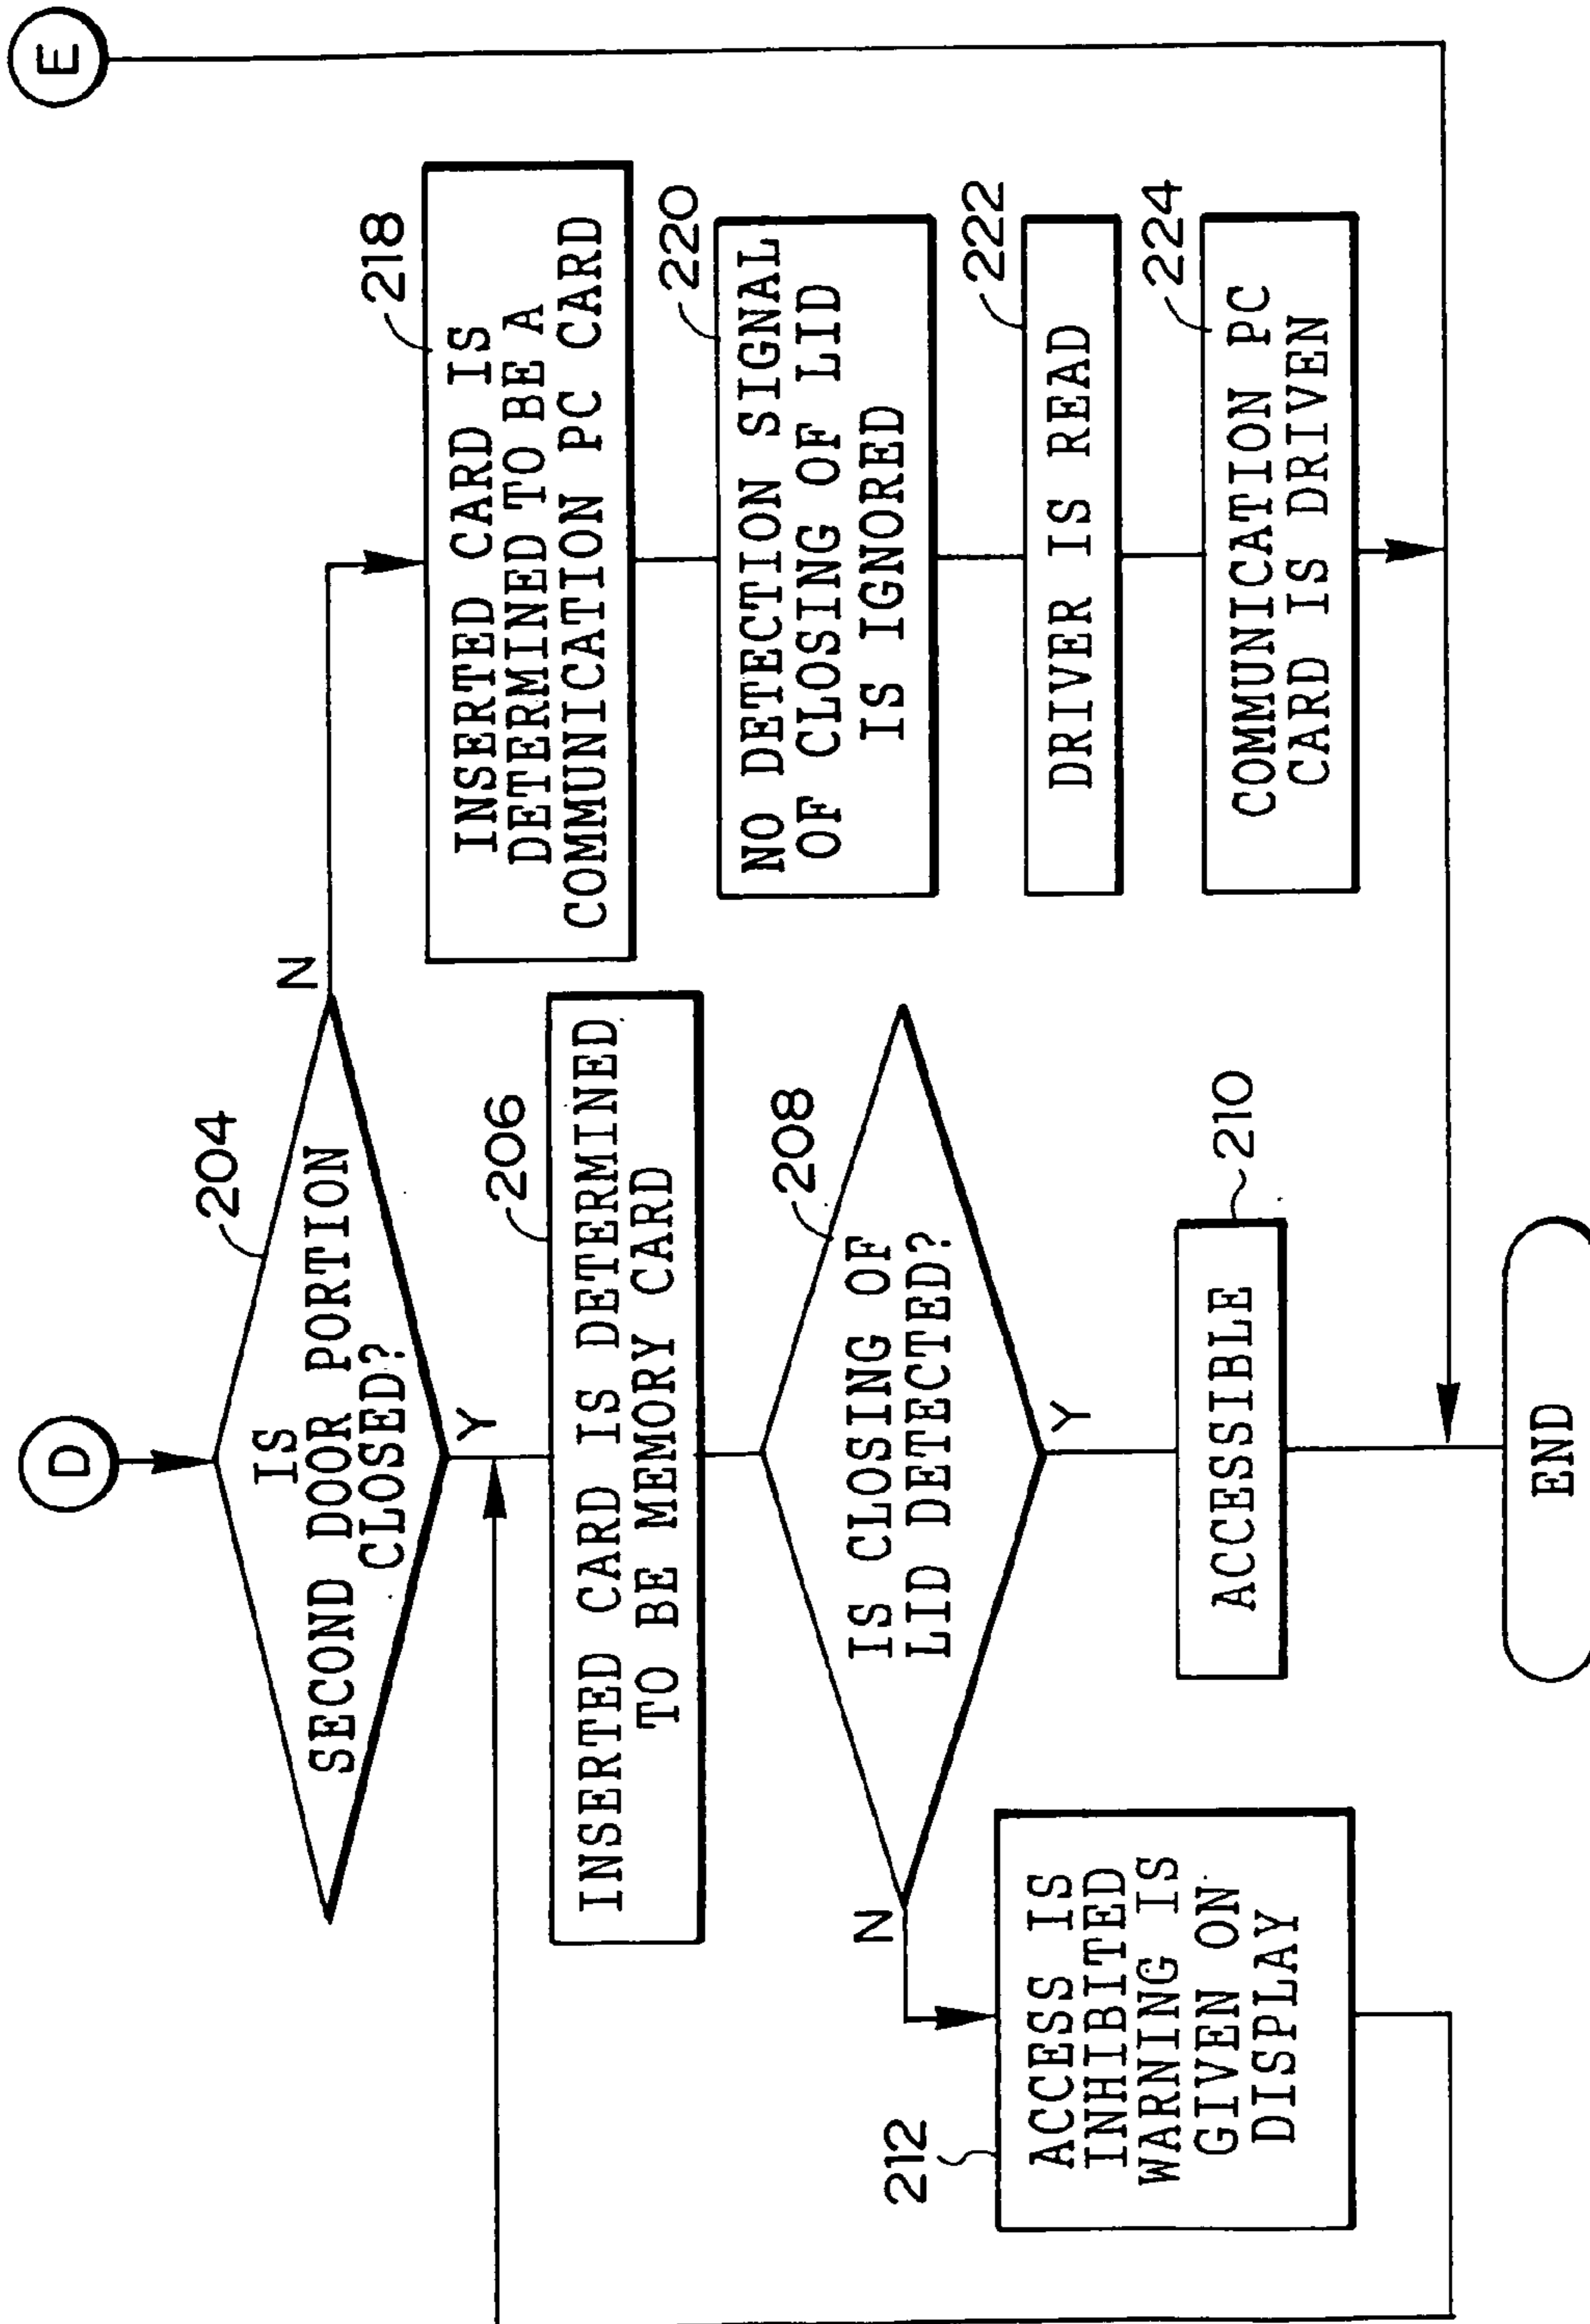 D
E
204
IS
SECOND DOOR PORTION
CLOSED?
N
Y
218
INSERTED CARD IS
DETERMINED TO BE A
COMMUNICATION PC CARD
206
INSERTED CARD IS DETERMINED
TO BE MEMORY CARD
220
NO DETECTION SIGNAL
OF CLOSING OF LID
IS IGNORED
208
IS CLOSING OF
LID DETECTED?
N
Y
222
DRIVER IS READ
212
ACCESS IS
INHIBITED
WARNING IS
GIVEN ON
DISPLAY
210
ACCESSIBLE
224
COMMUNICATION PC
CARD IS DRIVEN
END